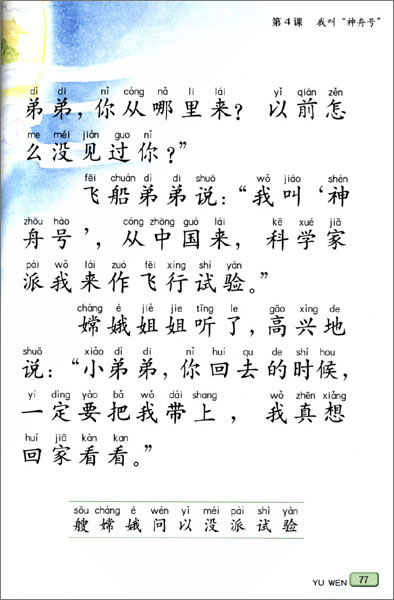 第4课 我叫“神舟号”
dì di nǐ cóng nǎ li lái yǐ qián zěn
弟弟,你从哪里来?以前怎
me méi jiàn guo nǐ
么没见过你?”
fēi chuán dì di shuō wǒ jiào shén
飞船弟弟说:“我叫‘神
zhōu hào cóng zhōng guó lái kē xué jiā
舟号’,从中国来,科学家
pài wǒ lái zuò fēi xíng shì yàn
派我来作飞行试验。”
cháng é jiě jie tīng le gāo xìng de
嫦娥姐姐听了,高兴地
shuō xiǎo dì di nǐ huí qu de shí hou
说:“小弟弟,你回去的时候,
yí dìng yào bǎ wǒ dài shang wǒ zhēn xiǎng
一定要把我带上,我真想
huí jiā kàn kan
回家看看。”
sōu cháng é wèn yǐ méi pài shì yàn
艘嫦娥问以没派试验
YU WEN 77